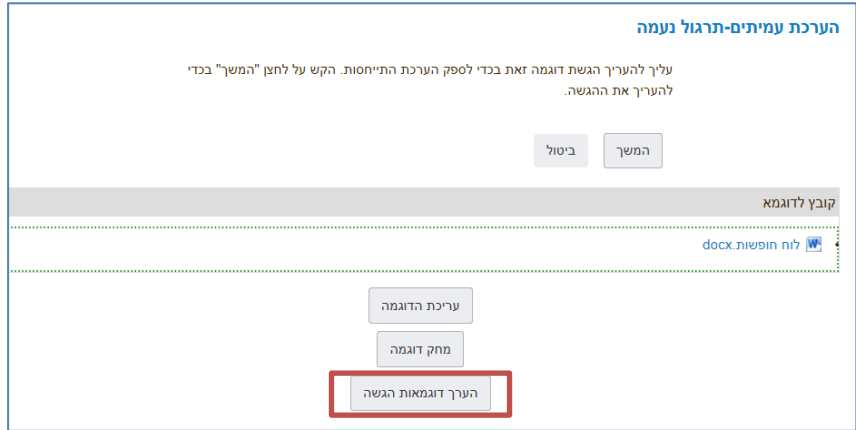 הערכת עמיתים-תרגול נעמה
עליך להעריך הגשת דוגמה זאת בכדי לספק הערכת התייחסות. הקש על לחצן "המשך" בכדי
להעריך את ההגשה.
המשך ביטול
קובץ לדוגמא
לוח חופשות.docx
עריכת הדוגמה
מחק דוגמה
הערך דוגמאות הגשה